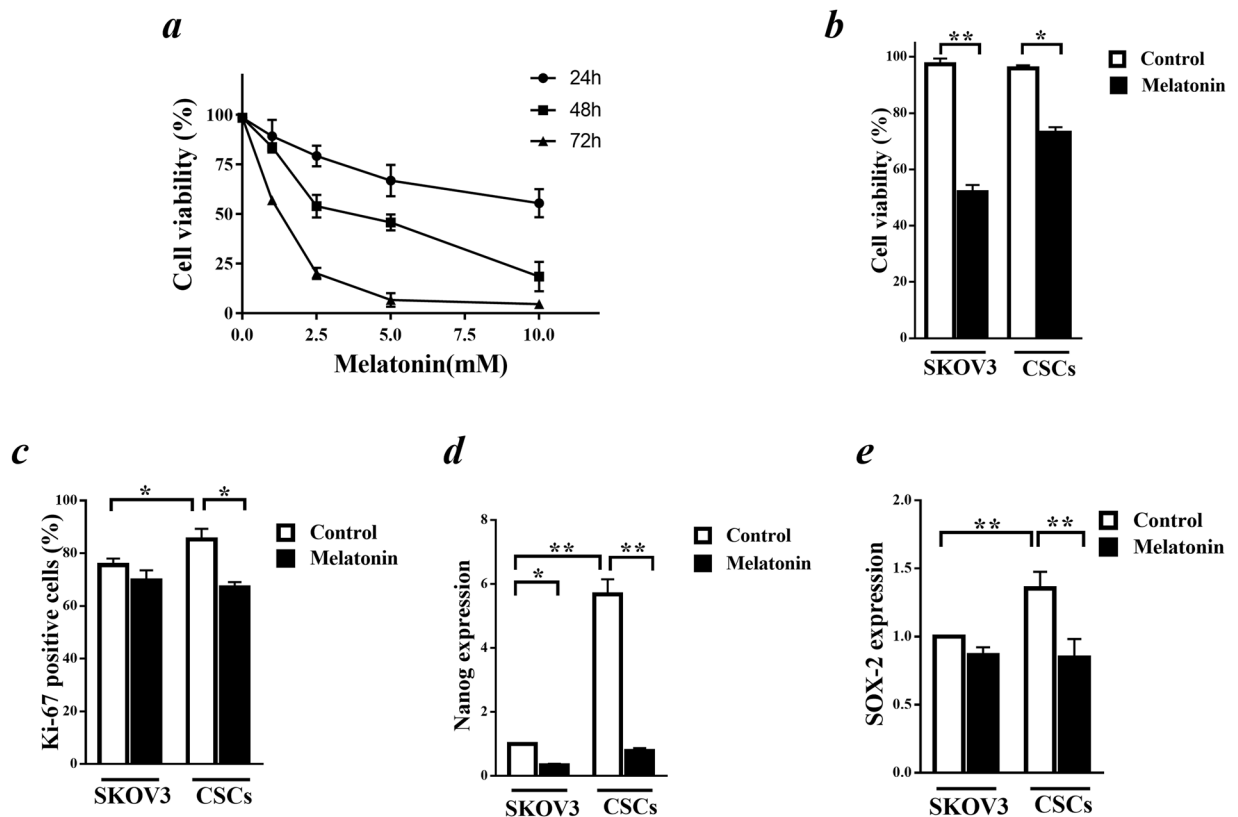 a
24h
48h
72h
Cell viability (%)
100
75
50
25
0
0.0 2.5 5.0 7.5 10.0
Melatonin(mM)
b
** *
Control
Melatonin
Cell viability (%)
100
80
60
40
20
0
SKOV3 CSCs
c
* *
Control
Melatonin
Ki-67 positive cells (%)
100
80
60
40
20
0
SKOV3 CSCs
d
** **
*
Control
Melatonin
Nanog expression
8
6
4
2
0
SKOV3 CSCs
e
** **
Control
Melatonin
SOX-2 expression
2.0
1.5
1.0
0.5
0.0
SKOV3 CSCs